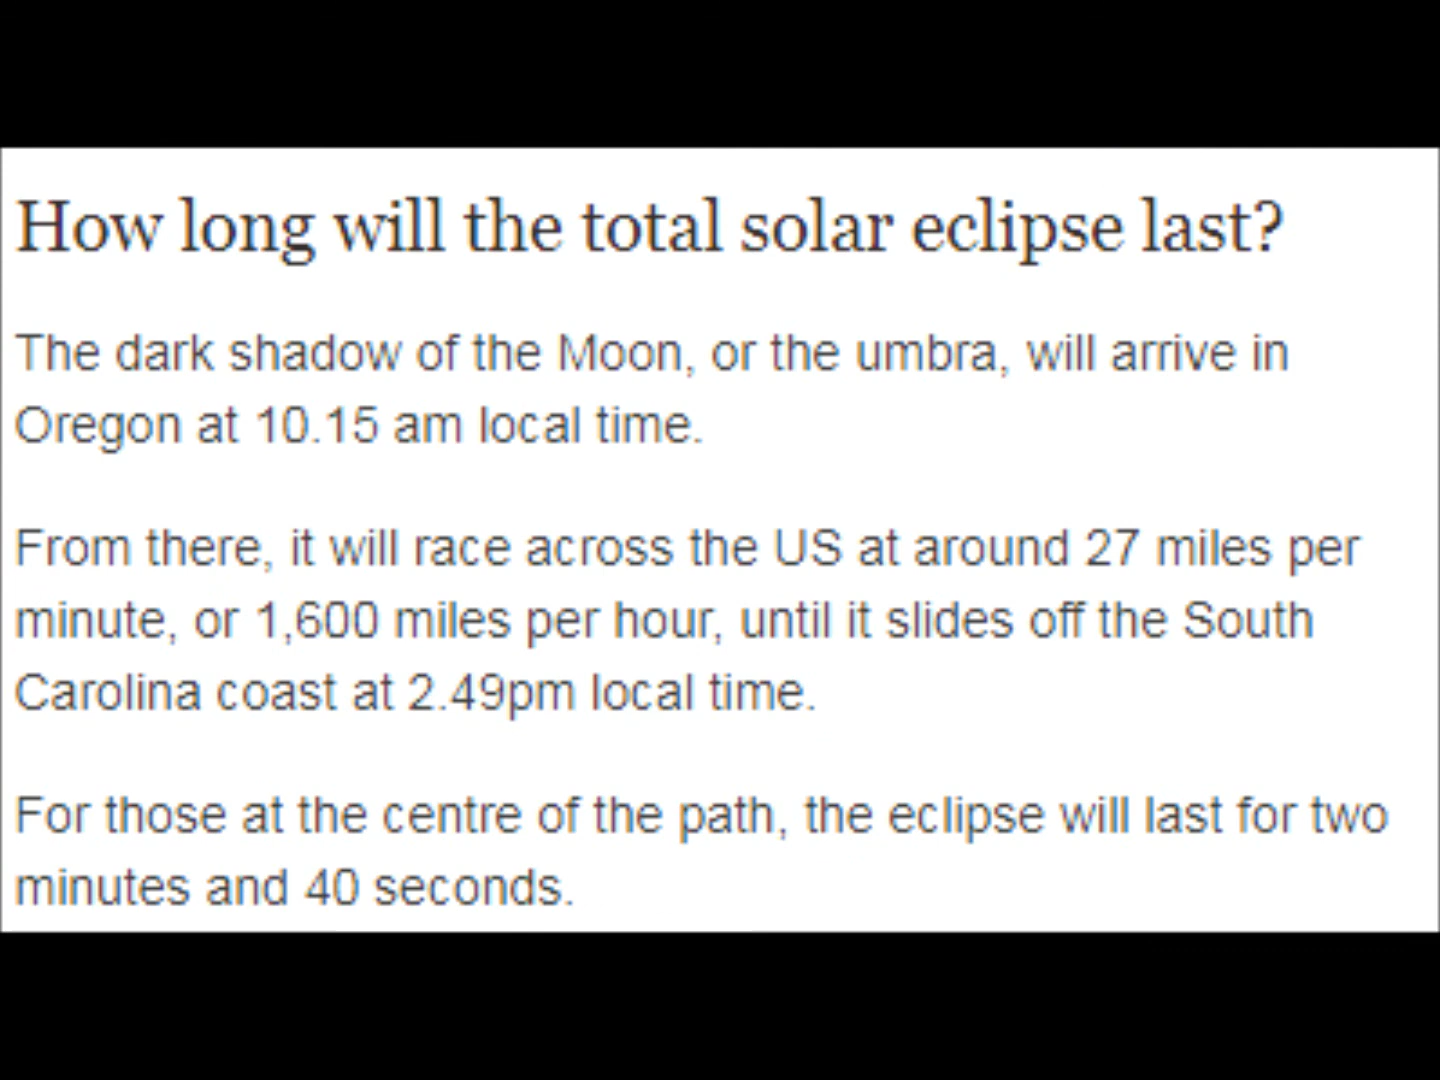 How long will the total solar eclipse last?
The dark shadow of the Moon, or the umbra, will arrive in
Oregon at 10.15 am local time.
From there, it will race across the US at around 27 miles per
minute, or 1,600 miles per hour, until it slides off the South
Carolina coast at 2.49pm local time.
For those at the centre of the path, the eclipse will last for two
minutes and 40 seconds.